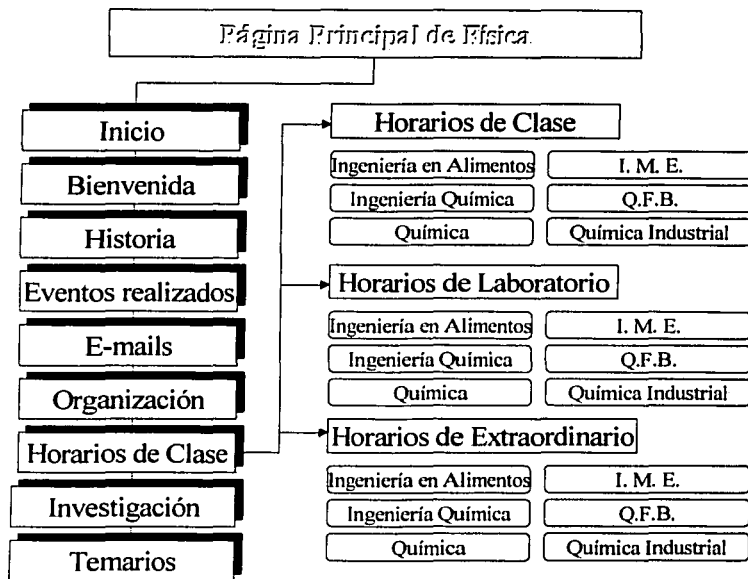 Página Principal de Física
Inicio
Bienvenida
Historia
Eventos realizados
E-mails
Organización
Horarios de Clase
Investigación
Temarios
Horarios de Clase
Ingeniería en Alimentos
I. M. E.
Ingeniería Química
Q.F.B.
Química
Química Industrial
Horarios de Laboratorio
Ingeniería en Alimentos
I. M. E.
Ingeniería Química
Q.F.B.
Química
Química Industrial
Horarios de Extraordinario
Ingeniería en Alimentos
I. M. E.
Ingeniería Química
Q.F.B.
Química
Química Industrial